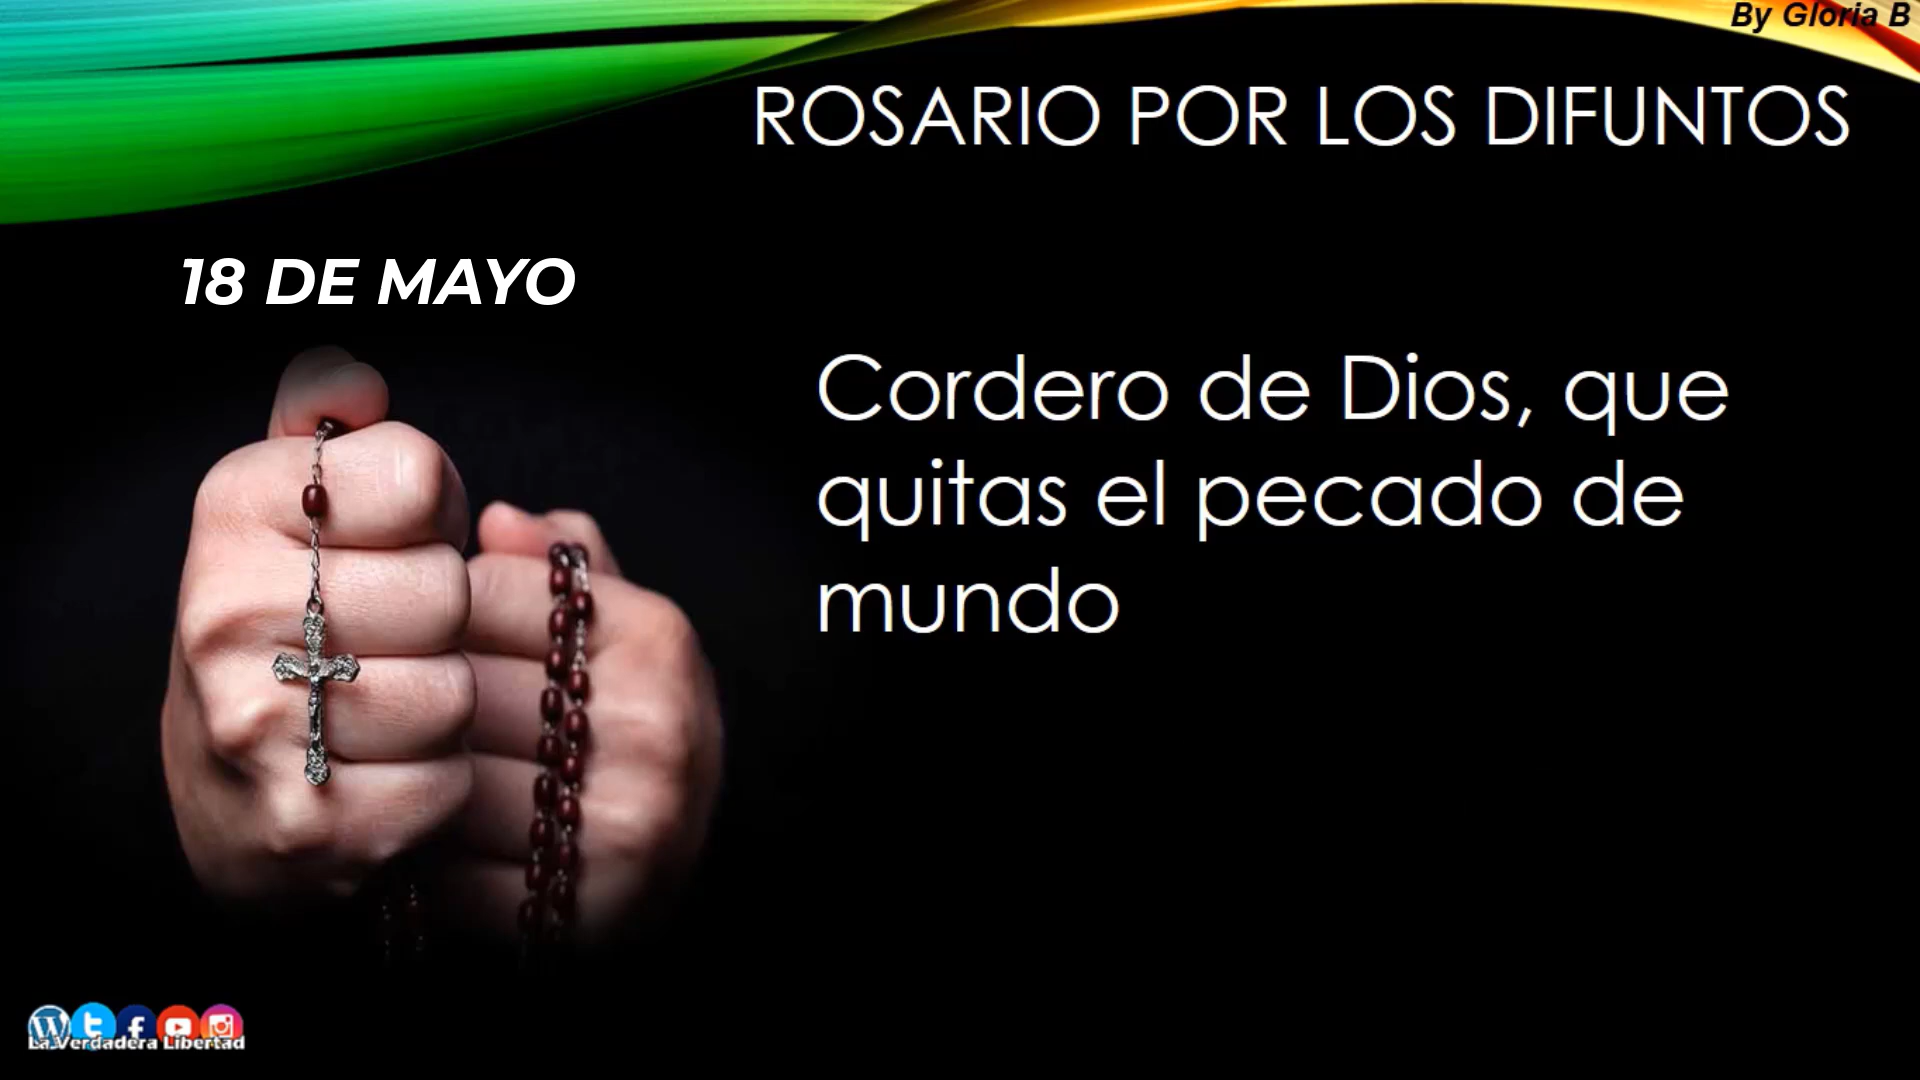 By Gloria B
ROSARIO POR LOS DIFUNTOS
18 DE MAYO
Cordero de Dios, que
quitas el pecado de
mundo
La Verdadera Libertad